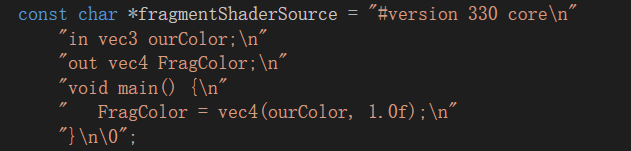 const char *fragmentShaderSource = "#version 330 core\n"
    "in vec3 ourColor;\n"
    "out vec4 FragColor;\n"
    "void main() {\n"
    "   FragColor = vec4(ourColor, 1.0f);\n"
    "}\n\0";